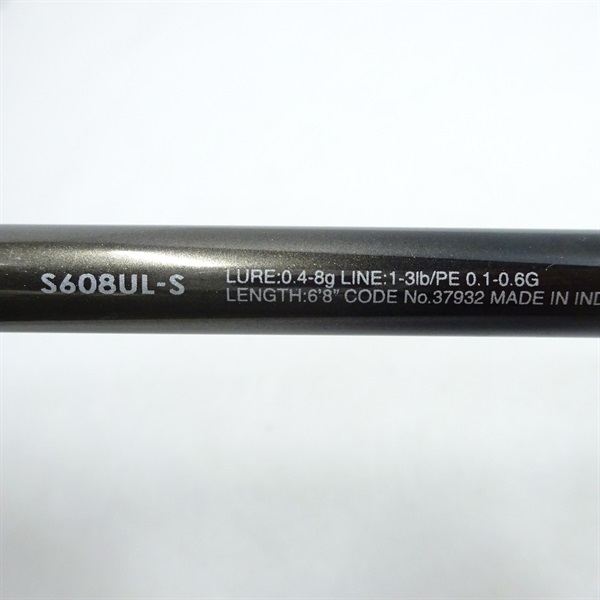 S608UL-S
LURE:0.4-8g LINE:1-3lb/PE 0.1-0.6G
LENGTH:6'8" CODE No.37932 MADE IN